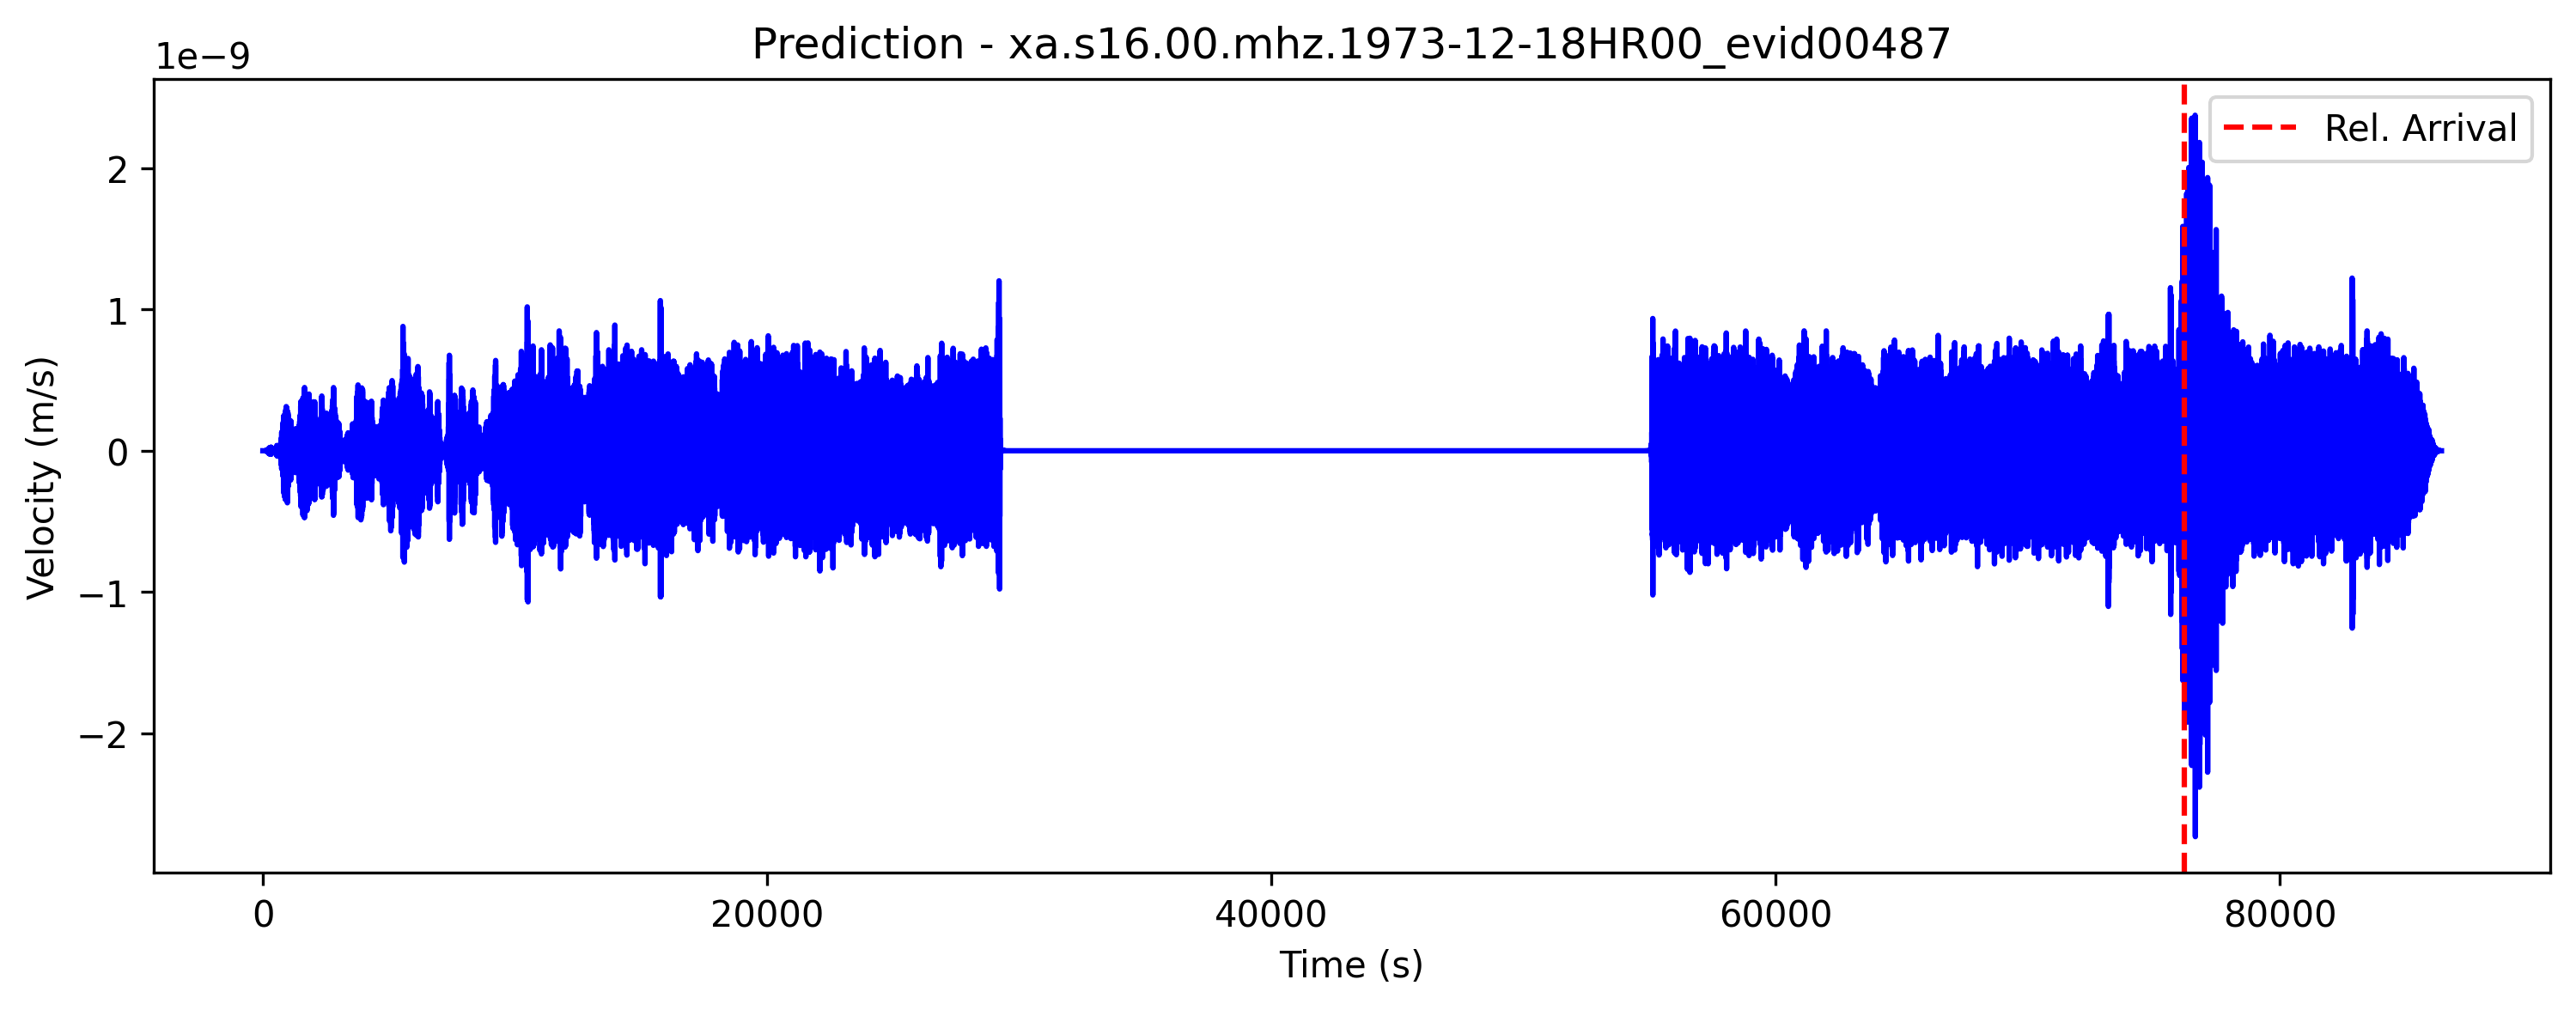 Prediction - xa.s16.00.mhz.1973-12-18HR00_evid00487
1e−9
Rel. Arrival
2
1
0
−1
−2
Velocity (m/s)
0 20000 40000 60000 80000
Time (s)